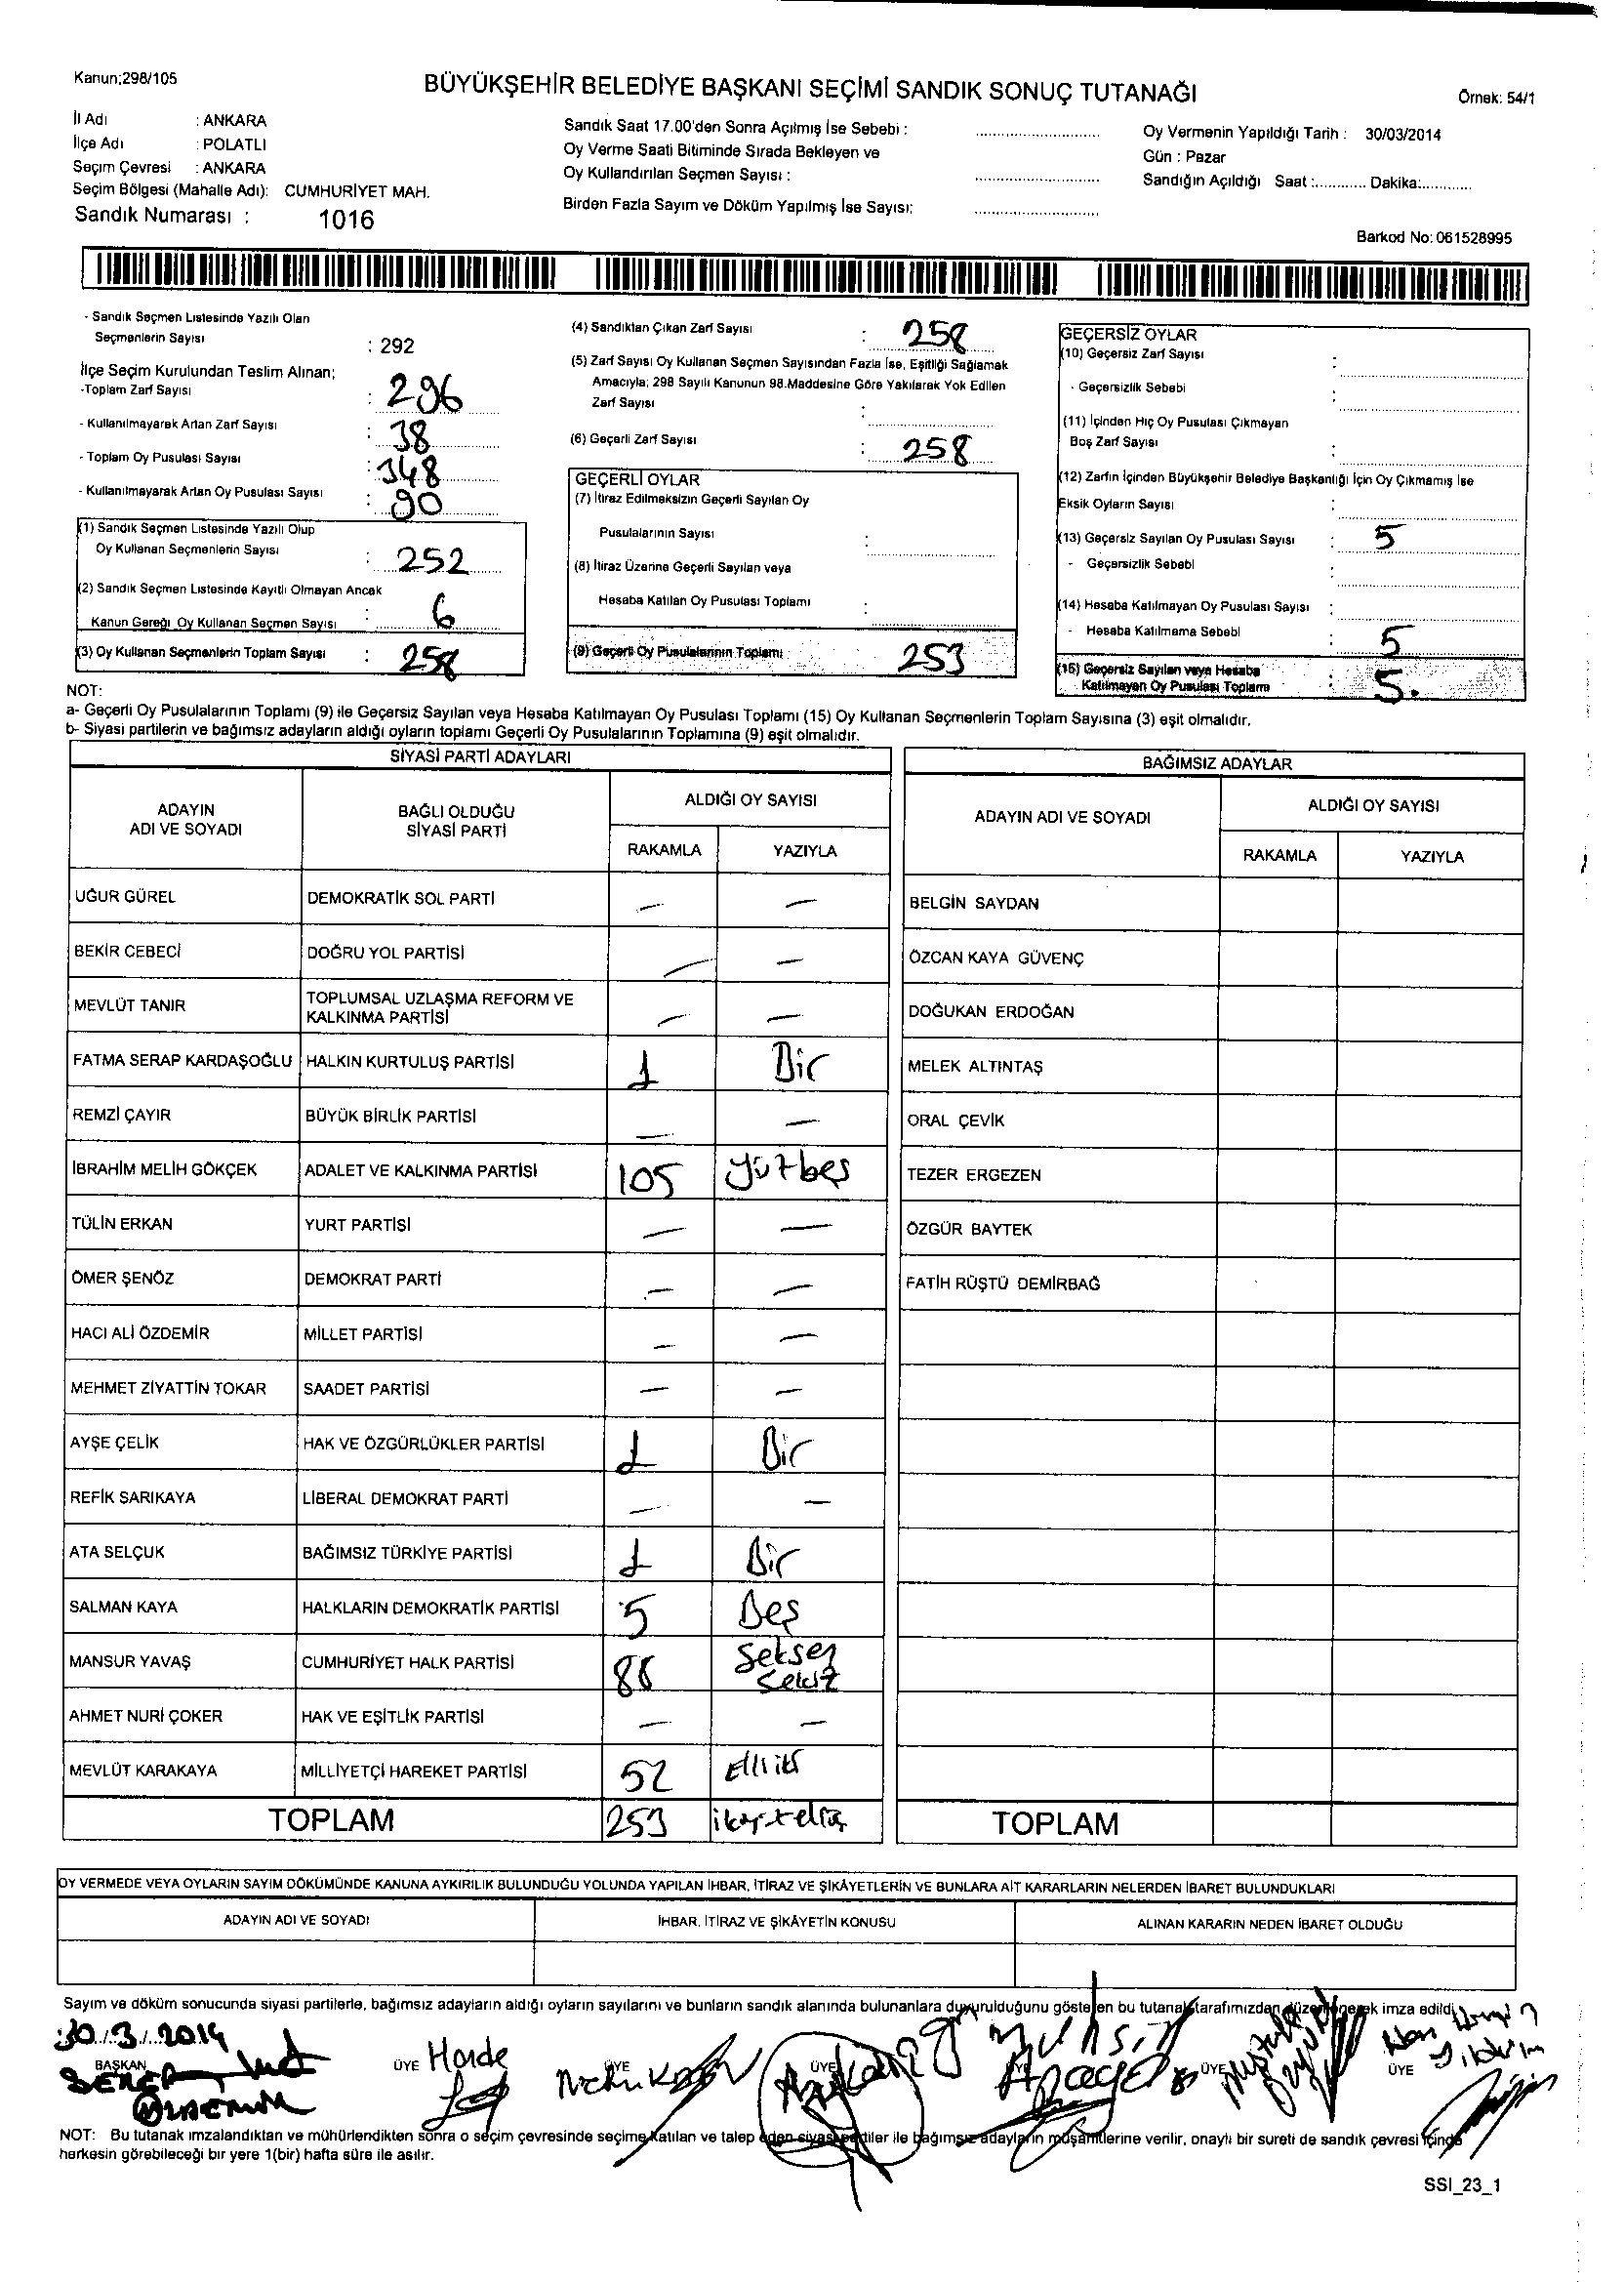 Kanun;298/105
BÜYÜKŞEHİR BELEDİYE BAŞKANI SEÇİMİ SANDIK SONUÇ TUTANAĞI
Örnek: 54/1
İl Adı : ANKARA
İlçe Adı : POLATLI
Seçim Çevresi : ANKARA
Seçim Bölgesi (Mahalle Adı): CUMHURİYET MAH.
Sandık Numarası : 1016
Sandık Saat 17.00'den Sonra Açılmış İse Sebebi :
Oy Verme Saati Bitiminde Sırada Bekleyen ve
Oy Kullandırılan Seçmen Sayısı :
Birden Fazla Sayım ve Döküm Yapılmış İse Sayısı:
Oy Vermenin Yapıldığı Tarih : 30/03/2014
Gün : Pazar
Sandığın Açıldığı Saat :........... Dakika:...........
Barkod No: 061528995
- Sandık Seçmen Listesinde Yazılı Olan
Seçmenlerin Sayısı : 292
İlçe Seçim Kurulundan Teslim Alınan;
-Toplam Zarf Sayısı : 296
- Kullanılmayarak Artan Zarf Sayısı : 38
- Toplam Oy Pusulası Sayısı : 348
- Kullanılmayarak Artan Oy Pusulası Sayısı : 90
(1) Sandık Seçmen Listesinde Yazılı Olup
Oy Kullanan Seçmenlerin Sayısı : 252
(2) Sandık Seçmen Listesinde Kayıtlı Olmayan Ancak
Kanun Gereği Oy Kullanan Seçmen Sayısı : 6
(3) Oy Kullanan Seçmenlerin Toplam Sayısı : 258
(4) Sandıktan Çıkan Zarf Sayısı : 258
(5) Zarf Sayısı Oy Kullanan Seçmen Sayısından Fazla İse, Eşitliği Sağlamak
Amacıyla; 298 Sayılı Kanunun 98.Maddesine Göre Yakılarak Yok Edilen
Zarf Sayısı :
(6) Geçerli Zarf Sayısı : 258
GEÇERLİ OYLAR
(7) İtiraz Edilmeksizin Geçerli Sayılan Oy
Pusulalarının Sayısı :
(8) İtiraz Üzerine Geçerli Sayılan veya
Hesaba Katılan Oy Pusulası Toplamı :
(9) Geçerli Oy Pusulalarının Toplamı : 253
GEÇERSİZ OYLAR
(10) Geçersiz Zarf Sayısı :
- Geçersizlik Sebebi :
(11) İçinden Hiç Oy Pusulası Çıkmayan
Boş Zarf Sayısı :
(12) Zarfın İçinden Büyükşehir Belediye Başkanlığı İçin Oy Çıkmamış İse
Eksik Oyların Sayısı :
(13) Geçersiz Sayılan Oy Pusulası Sayısı : 5
- Geçersizlik Sebebi :
(14) Hesaba Katılmayan Oy Pusulası Sayısı :
- Hesaba Katılmama Sebebi : 5
(15) Geçersiz Sayılan veya Hesaba
Katılmayan Oy Pusulası Toplamı : 5.
NOT:
a- Geçerli Oy Pusulalarının Toplamı (9) ile Geçersiz Sayılan veya Hesaba Katılmayan Oy Pusulası Toplamı (15) Oy Kullanan Seçmenlerin Toplam Sayısına (3) eşit olmalıdır.
b- Siyasi partilerin ve bağımsız adayların aldığı oyların toplamı Geçerli Oy Pusulalarının Toplamına (9) eşit olmalıdır.
SİYASİ PARTİ ADAYLARI
ADAYIN ADI VE SOYADI BAĞLI OLDUĞU SİYASİ PARTİ ALDIĞI OY SAYISI
RAKAMLA YAZIYLA
UĞUR GÜREL DEMOKRATİK SOL PARTİ — —
BEKİR CEBECİ DOĞRU YOL PARTİSİ — —
MEVLÜT TANIR TOPLUMSAL UZLAŞMA REFORM VE KALKINMA PARTİSİ — —
FATMA SERAP KARDAŞOĞLU HALKIN KURTULUŞ PARTİSİ 1 Bir
REMZİ ÇAYIR BÜYÜK BİRLİK PARTİSİ — —
İBRAHİM MELİH GÖKÇEK ADALET VE KALKINMA PARTİSİ 105 yüzbeş
TÜLİN ERKAN YURT PARTİSİ — —
ÖMER ŞENÖZ DEMOKRAT PARTİ — —
HACI ALİ ÖZDEMİR MİLLET PARTİSİ — —
MEHMET ZİYATTİN TOKAR SAADET PARTİSİ — —
AYŞE ÇELİK HAK VE ÖZGÜRLÜKLER PARTİSİ 1 Bir
REFİK SARIKAYA LİBERAL DEMOKRAT PARTİ — —
ATA SELÇUK BAĞIMSIZ TÜRKİYE PARTİSİ 1 Bir
SALMAN KAYA HALKLARIN DEMOKRATİK PARTİSİ 5 Beş
MANSUR YAVAŞ CUMHURİYET HALK PARTİSİ 88 Seksen Sekiz
AHMET NURİ ÇOKER HAK VE EŞİTLİK PARTİSİ — —
MEVLÜT KARAKAYA MİLLİYETÇİ HAREKET PARTİSİ 52 Elliiki
TOPLAM 253
BAĞIMSIZ ADAYLAR
ADAYIN ADI VE SOYADI ALDIĞI OY SAYISI
RAKAMLA YAZIYLA
BELGİN SAYDAN
ÖZCAN KAYA GÜVENÇ
DOĞUKAN ERDOĞAN
MELEK ALTINTAŞ
ORAL ÇEVİK
TEZER ERGEZEN
ÖZGÜR BAYTEK
FATİH RÜŞTÜ DEMİRBAĞ
TOPLAM
OY VERMEDE VEYA OYLARIN SAYIM DÖKÜMÜNDE KANUNA AYKIRILIK BULUNDUĞU YOLUNDA YAPILAN İHBAR, İTİRAZ VE ŞİKÂYETLERİN VE BUNLARA AİT KARARLARIN NELERDEN İBARET BULUNDUKLARI
ADAYIN ADI VE SOYADI İHBAR, İTİRAZ VE ŞİKÂYETİN KONUSU ALINAN KARARIN NEDEN İBARET OLDUĞU
Sayım ve döküm sonucunda siyasi partilerle, bağımsız adayların aldığı oyların sayılarını ve bunların sandık alanında bulunanlara duyurulduğunu gösteren bu tutanak tarafımızdan düzenlenerek imza edildi.
30.3.2014
BAŞKAN ÜYE ÜYE ÜYE ÜYE ÜYE
NOT: Bu tutanak imzalandıktan ve mühürlendikten sonra o seçim çevresinde seçime katılan ve talep eden siyasi partiler ile bağımsız adayların müşahitlerine verilir, onaylı bir sureti de sandık çevresi içinde
herkesin görebileceği bir yere 1(bir) hafta süre ile asılır.
SSI_23_1